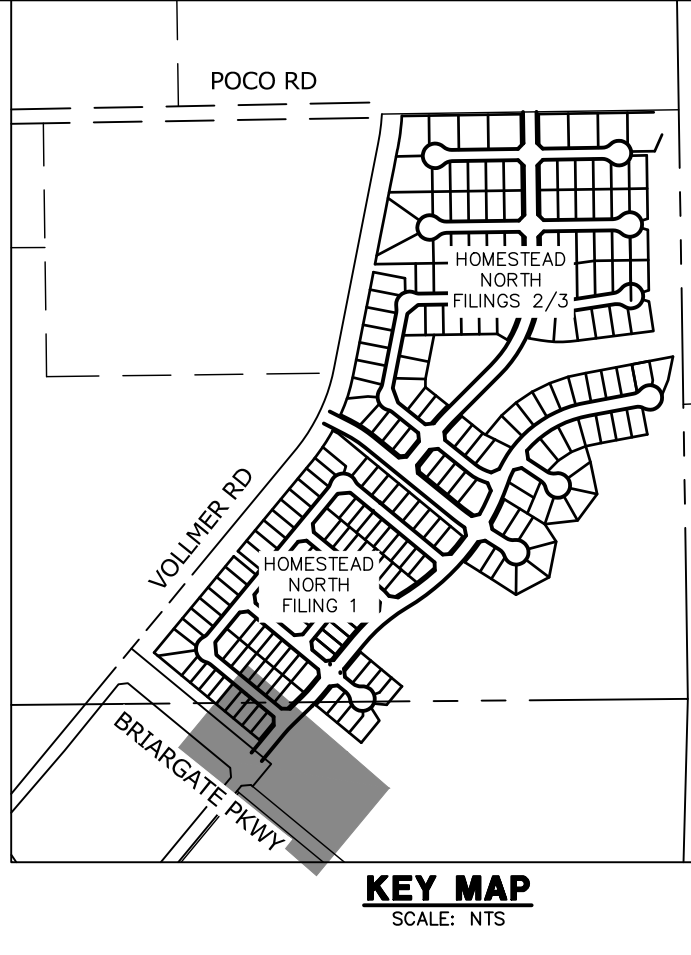 POCO RD
HOMESTEAD
NORTH
FILINGS 2/3
VOLLMER RD
HOMESTEAD
NORTH
FILING 1
BRIARGATE PKWY
KEY MAP
SCALE: NTS